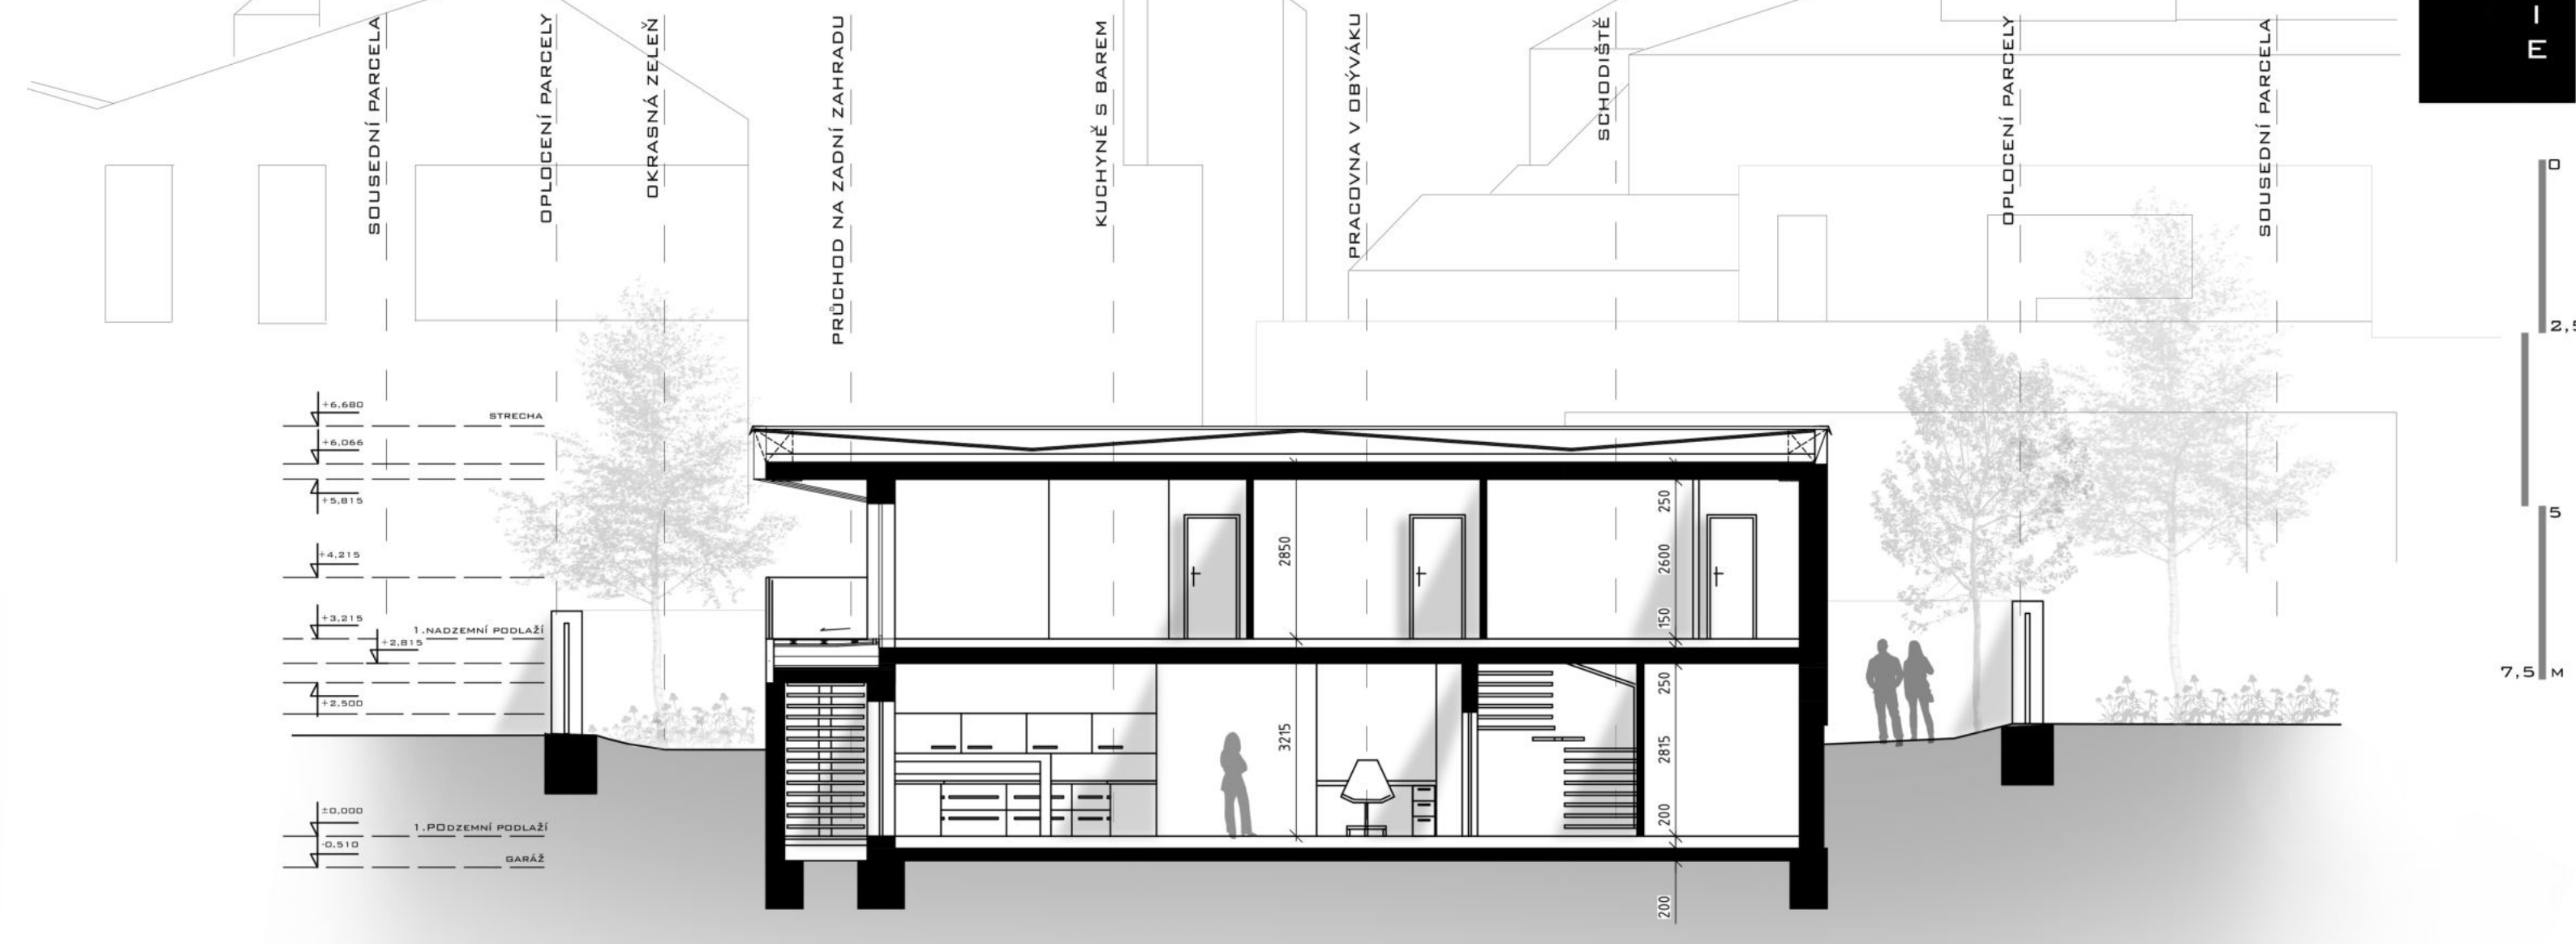 SOUSEDNÍ PARCELA
OPLOCENÍ PARCELY
OKRASNÁ ZELEŇ
PRŮCHOD NA ZADNÍ ZAHRADU
KUCHYNĚ S BAREM
PRACOVNA V OBÝVÁKU
SCHODIŠTĚ
OPLOCENÍ PARCELY
SOUSEDNÍ PARCELA
I
E
0
2,5
5
7,5 M
+6,680
STRECHA
+6,066
+5,815
+4,215
+3,215
1.NADZEMNÍ PODLAŽÍ
+2,815
+2,500
±0,000
1.PODZEMNÍ PODLAŽÍ
-0,510
GARÁŽ
2850
3215
250
2600
150
250
2815
200
200